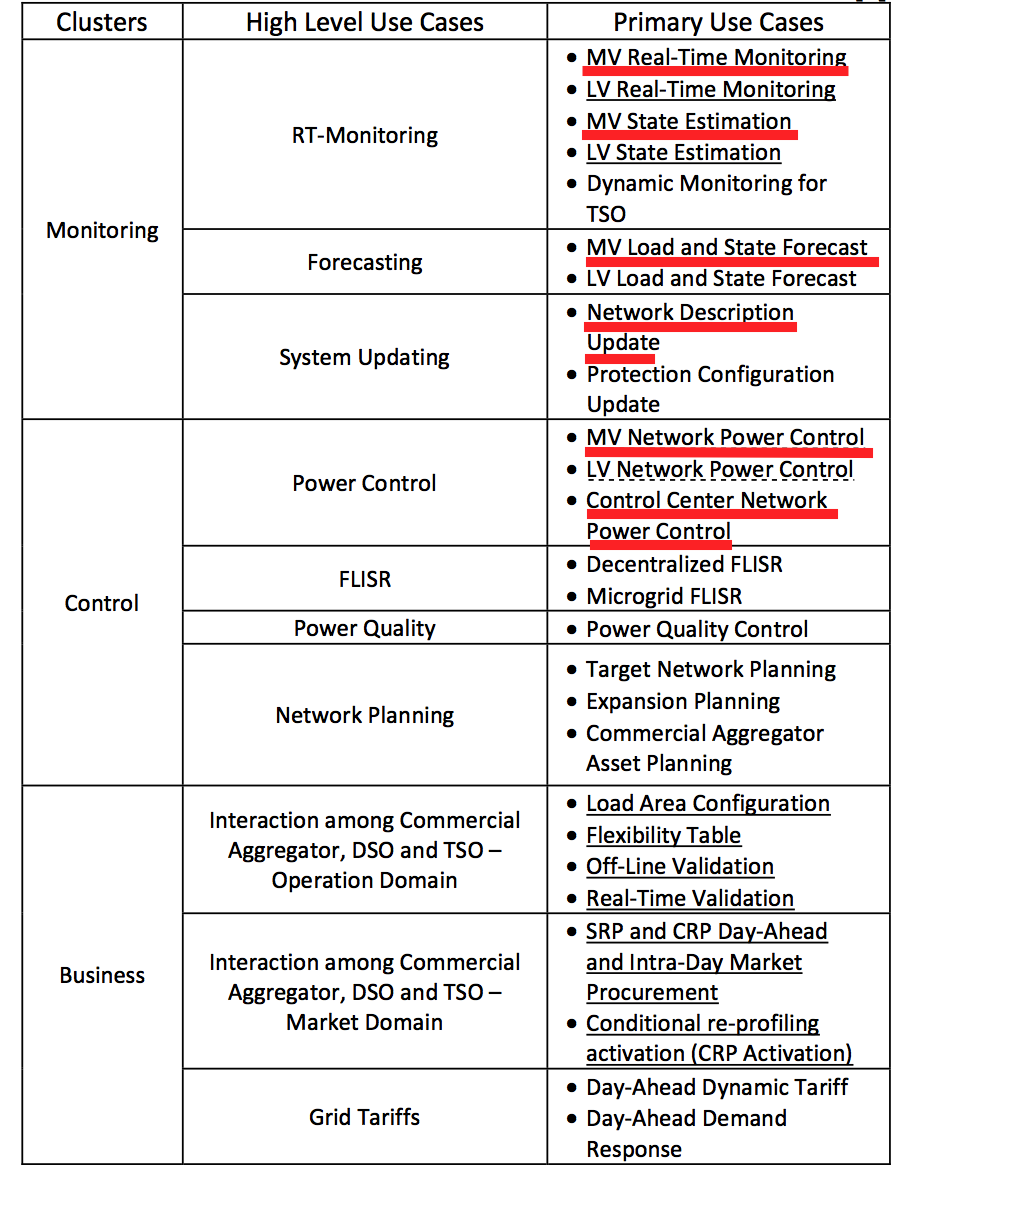 Clusters High Level Use Cases Primary Use Cases
Monitoring
RT-Monitoring
• MV Real-Time Monitoring
• LV Real-Time Monitoring
• MV State Estimation
• LV State Estimation
• Dynamic Monitoring for
TSO
Forecasting
• MV Load and State Forecast
• LV Load and State Forecast
System Updating
• Network Description
Update
• Protection Configuration
Update
Control
Power Control
• MV Network Power Control
• LV Network Power Control
• Control Center Network
Power Control
FLISR
• Decentralized FLISR
• Microgrid FLISR
Power Quality
• Power Quality Control
Network Planning
• Target Network Planning
• Expansion Planning
• Commercial Aggregator
Asset Planning
Business
Interaction among Commercial
Aggregator, DSO and TSO –
Operation Domain
• Load Area Configuration
• Flexibility Table
• Off-Line Validation
• Real-Time Validation
Interaction among Commercial
Aggregator, DSO and TSO –
Market Domain
• SRP and CRP Day-Ahead
and Intra-Day Market
Procurement
• Conditional re-profiling
activation (CRP Activation)
Grid Tariffs
• Day-Ahead Dynamic Tariff
• Day-Ahead Demand
Response